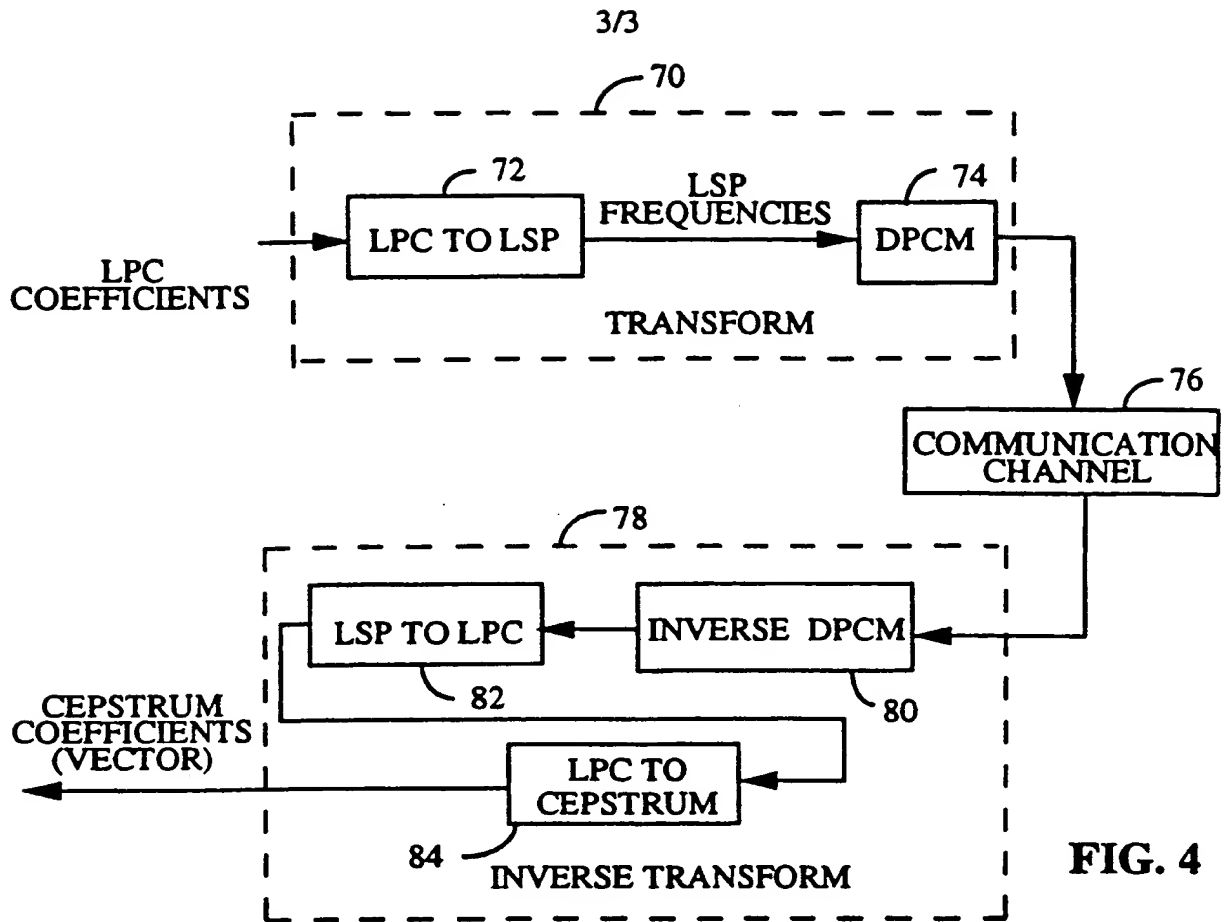 3/3
70
72
LPC TO LSP
LSP
FREQUENCIES
74
DPCM
LPC
COEFFICIENTS
TRANSFORM
76
COMMUNICATION
CHANNEL
78
LSP TO LPC
82
INVERSE DPCM
80
CEPSTRUM
COEFFICIENTS
(VECTOR)
LPC TO
CEPSTRUM
84
INVERSE TRANSFORM
FIG. 4